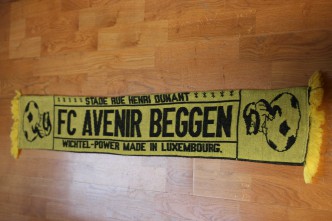 STADE RUE HENRI DUNANT
FC AVENIR BEGGEN
WICHTEL-POWER MADE IN LUXEMBOURG.